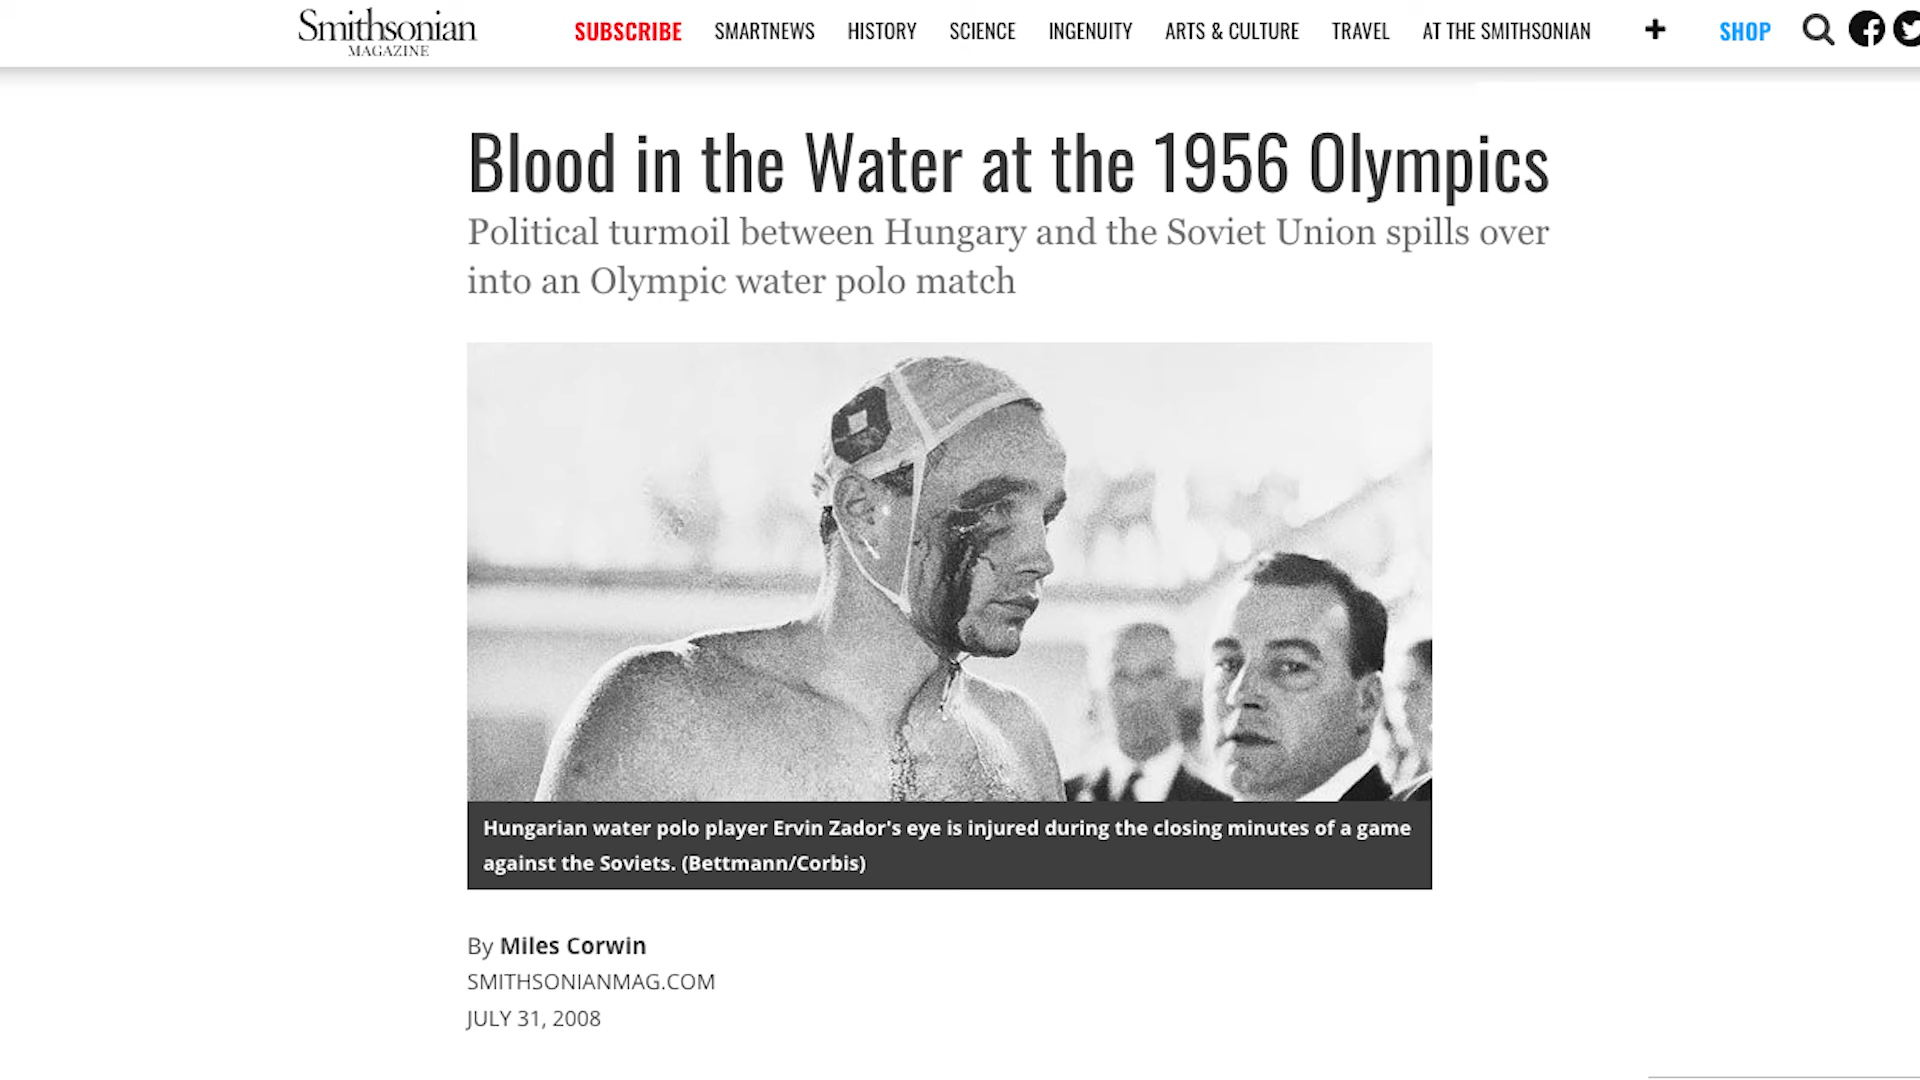 Smithsonian
MAGAZINE
SUBSCRIBE SMARTNEWS HISTORY SCIENCE INGENUITY ARTS & CULTURE TRAVEL AT THE SMITHSONIAN + SHOP
Blood in the Water at the 1956 Olympics
Political turmoil between Hungary and the Soviet Union spills over
into an Olympic water polo match
Hungarian water polo player Ervin Zador's eye is injured during the closing minutes of a game
against the Soviets. (Bettmann/Corbis)
By Miles Corwin
SMITHSONIANMAG.COM
JULY 31, 2008